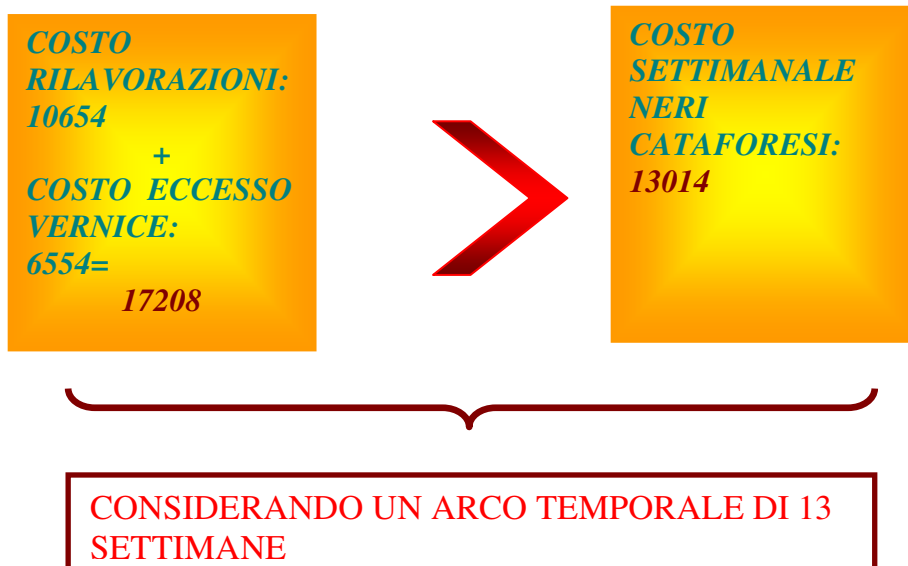 COSTO
RILAVORAZIONI:
10654
+
COSTO ECCESSO
VERNICE:
6554=
17208
COSTO
SETTIMANALE
NERI
CATAFORESI:
13014
CONSIDERANDO UN ARCO TEMPORALE DI 13
SETTIMANE